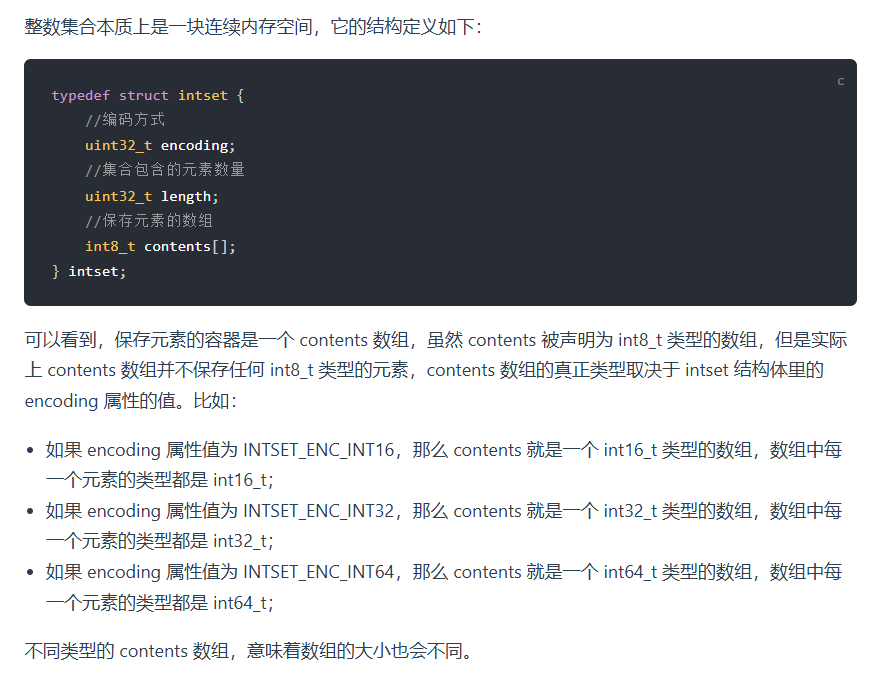 整数集合本质上是一块连续内存空间，它的结构定义如下：
c
typedef struct intset {
    //编码方式
    uint32_t encoding;
    //集合包含的元素数量
    uint32_t length;
    //保存元素的数组
    int8_t contents[];
} intset;
可以看到，保存元素的容器是一个 contents 数组，虽然 contents 被声明为 int8_t 类型的数组，但是实际
上 contents 数组并不保存任何 int8_t 类型的元素，contents 数组的真正类型取决于 intset 结构体里的
encoding 属性的值。比如：
• 如果 encoding 属性值为 INTSET_ENC_INT16，那么 contents 就是一个 int16_t 类型的数组，数组中每
一个元素的类型都是 int16_t；
• 如果 encoding 属性值为 INTSET_ENC_INT32，那么 contents 就是一个 int32_t 类型的数组，数组中每
一个元素的类型都是 int32_t；
• 如果 encoding 属性值为 INTSET_ENC_INT64，那么 contents 就是一个 int64_t 类型的数组，数组中每
一个元素的类型都是 int64_t；
不同类型的 contents 数组，意味着数组的大小也会不同。